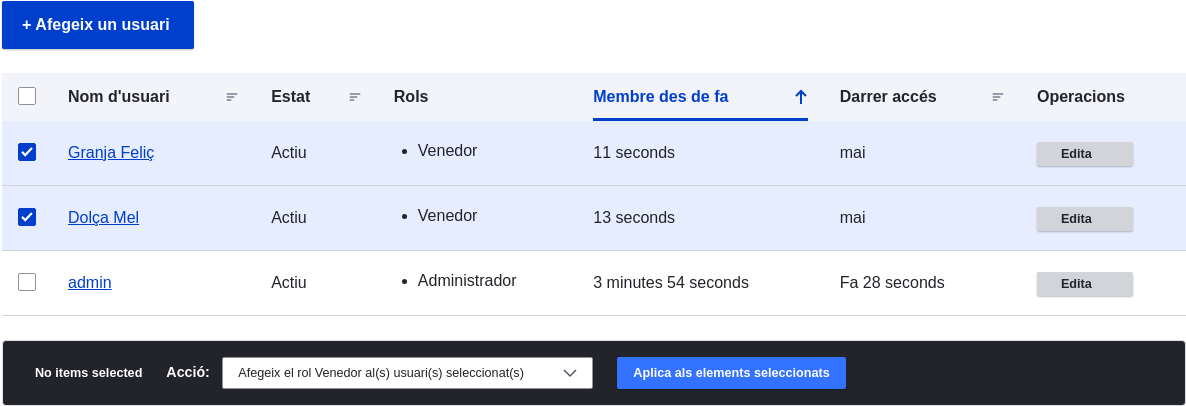 + Afegeix un usuari
Nom d'usuari Estat Rols Membre des de fa Darrer accés Operacions
Granja Feliç Actiu • Venedor 11 seconds mai Edita
Dolça Mel Actiu • Venedor 13 seconds mai Edita
admin Actiu • Administrador 3 minutes 54 seconds Fa 28 seconds Edita
No items selected Acció: Afegeix el rol Venedor al(s) usuari(s) seleccionat(s) Aplica als elements seleccionats